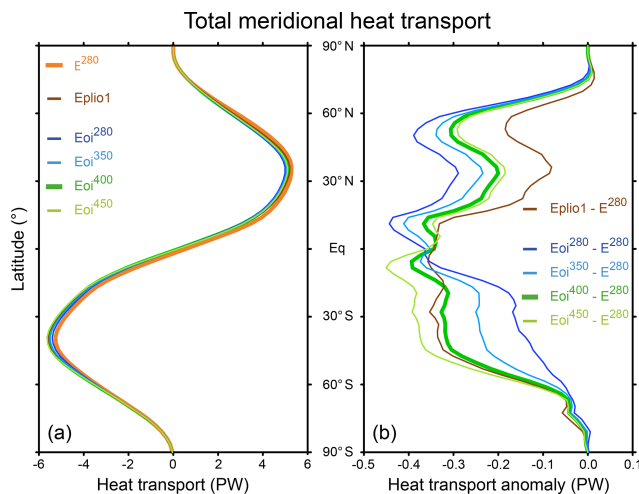 Total meridional heat transport
90° N
60° N
30° N
Eq
30° S
60° S
90° S
Latitude (°)
E280
Eplio1
Eoi280
Eoi350
Eoi400
Eoi450
(a)
-6 -4 -2 0 2 4 6
Heat transport (PW)
Eplio1 - E280
Eoi280 - E280
Eoi350 - E280
Eoi400 - E280
Eoi450 - E280
(b)
-0.5 -0.4 -0.3 -0.2 -0.1 0.0 0.1
Heat transport anomaly (PW)